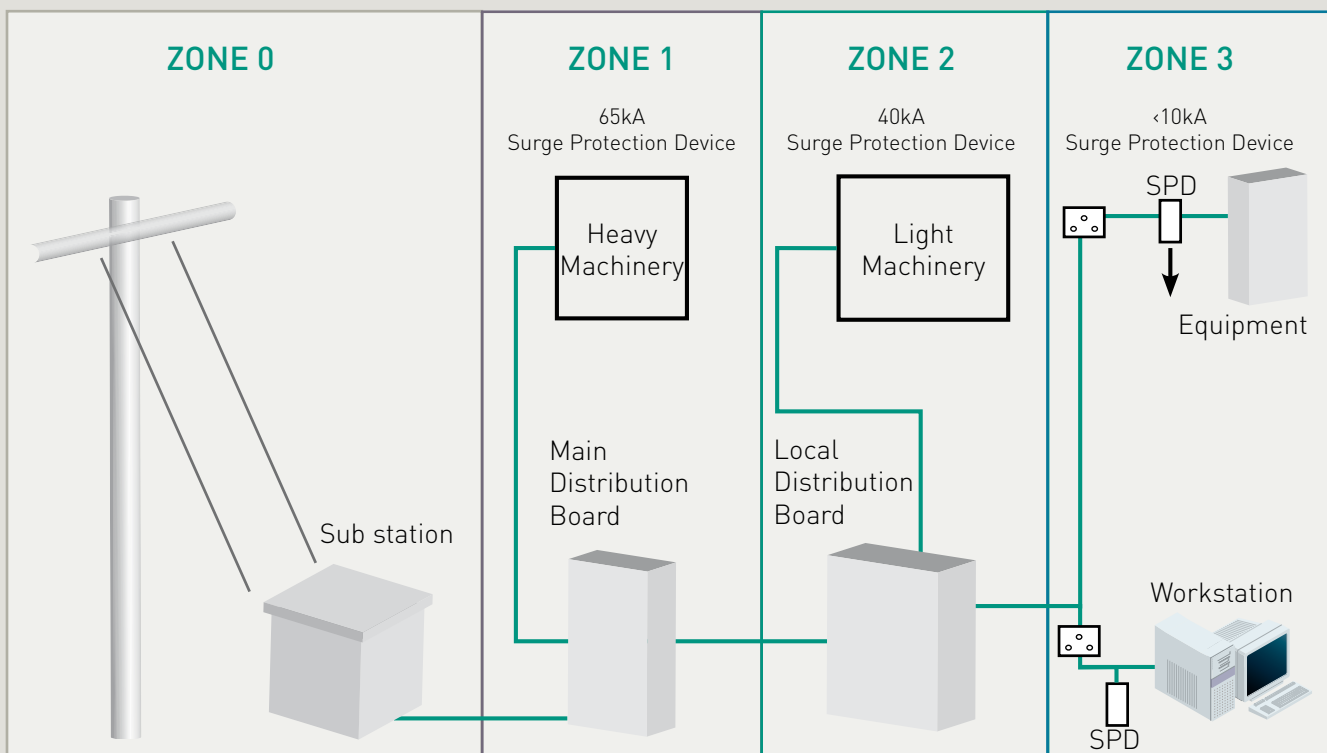 ZONE 0
Sub station
ZONE 1
65kA
Surge Protection Device
Heavy
Machinery
Main
Distribution
Board
ZONE 2
40kA
Surge Protection Device
Light
Machinery
Local
Distribution
Board
ZONE 3
<10kA
Surge Protection Device
SPD
Equipment
Workstation
SPD